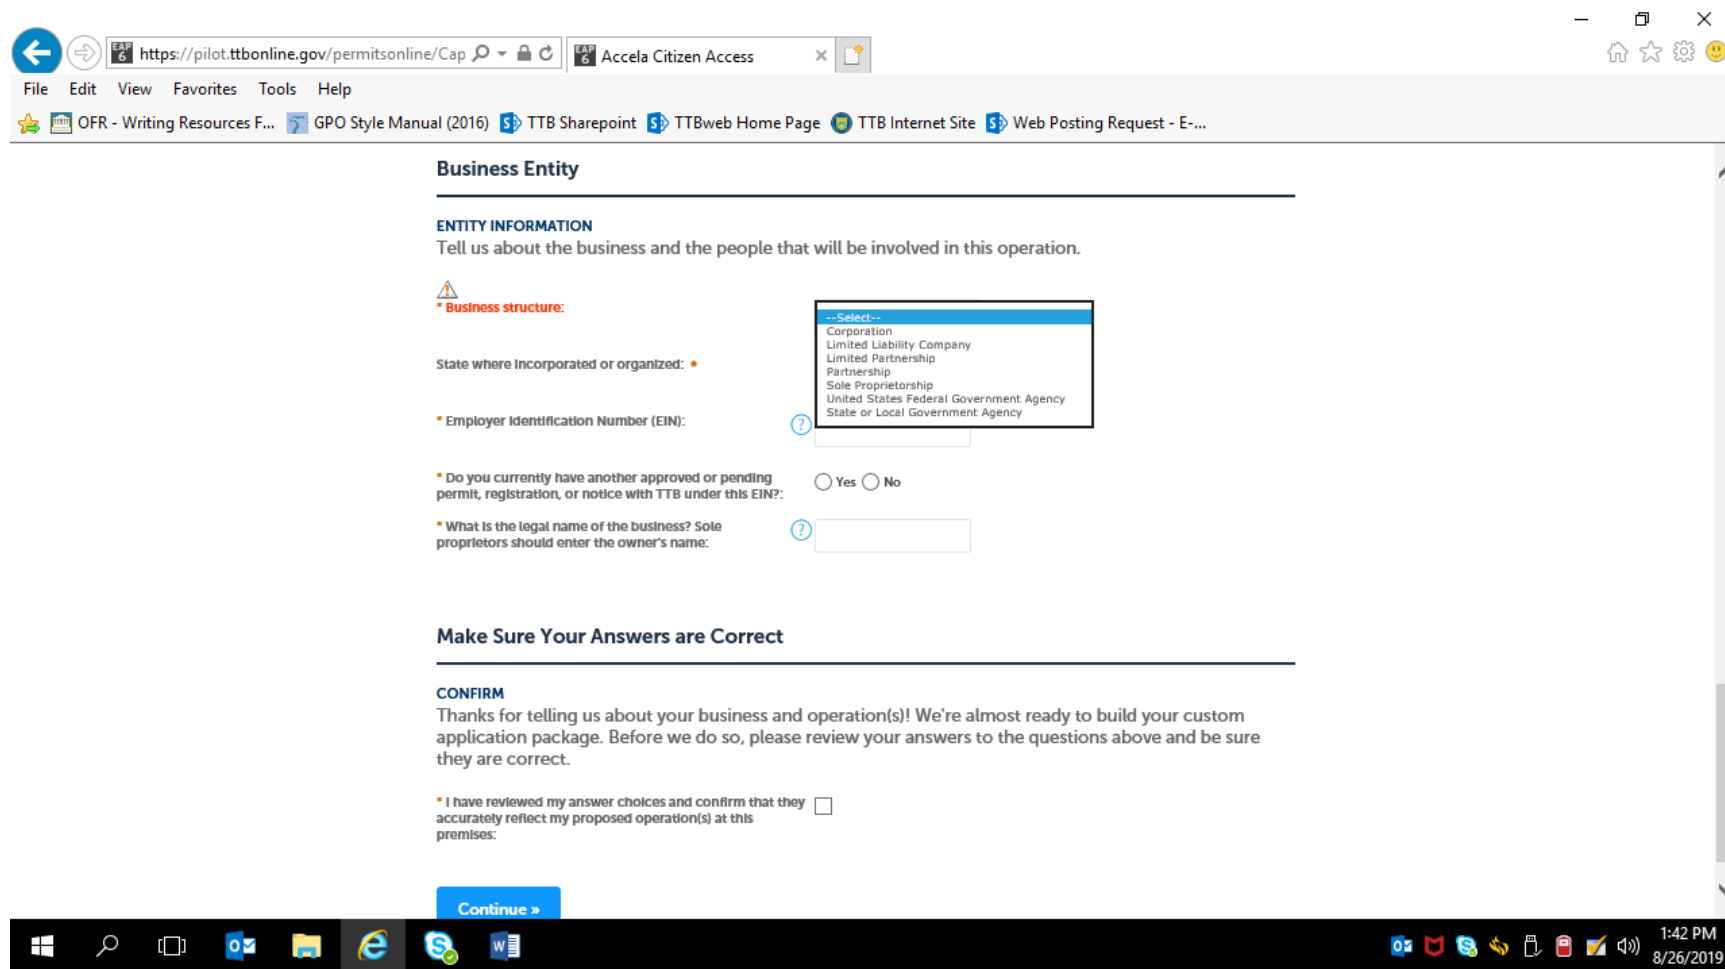 https://pilot.ttbonline.gov/permitsonline/Cap
EAP 6 Accela Citizen Access
File Edit View Favorites Tools Help
OFR - Writing Resources F... GPO Style Manual (2016) TTB Sharepoint TTBweb Home Page TTB Internet Site Web Posting Request - E-...
Business Entity
ENTITY INFORMATION
Tell us about the business and the people that will be involved in this operation.
* Business structure:
--Select--
Corporation
Limited Liability Company
Limited Partnership
Partnership
Sole Proprietorship
United States Federal Government Agency
State or Local Government Agency
State where incorporated or organized: *
* Employer Identification Number (EIN):
?
* Do you currently have another approved or pending
permit, registration, or notice with TTB under this EIN?:
Yes No
* What is the legal name of the business? Sole
proprietors should enter the owner's name:
?
Make Sure Your Answers are Correct
CONFIRM
Thanks for telling us about your business and operation(s)! We're almost ready to build your custom
application package. Before we do so, please review your answers to the questions above and be sure
they are correct.
* I have reviewed my answer choices and confirm that they
accurately reflect my proposed operation(s) at this
premises:
Continue »
1:42 PM
8/26/2019